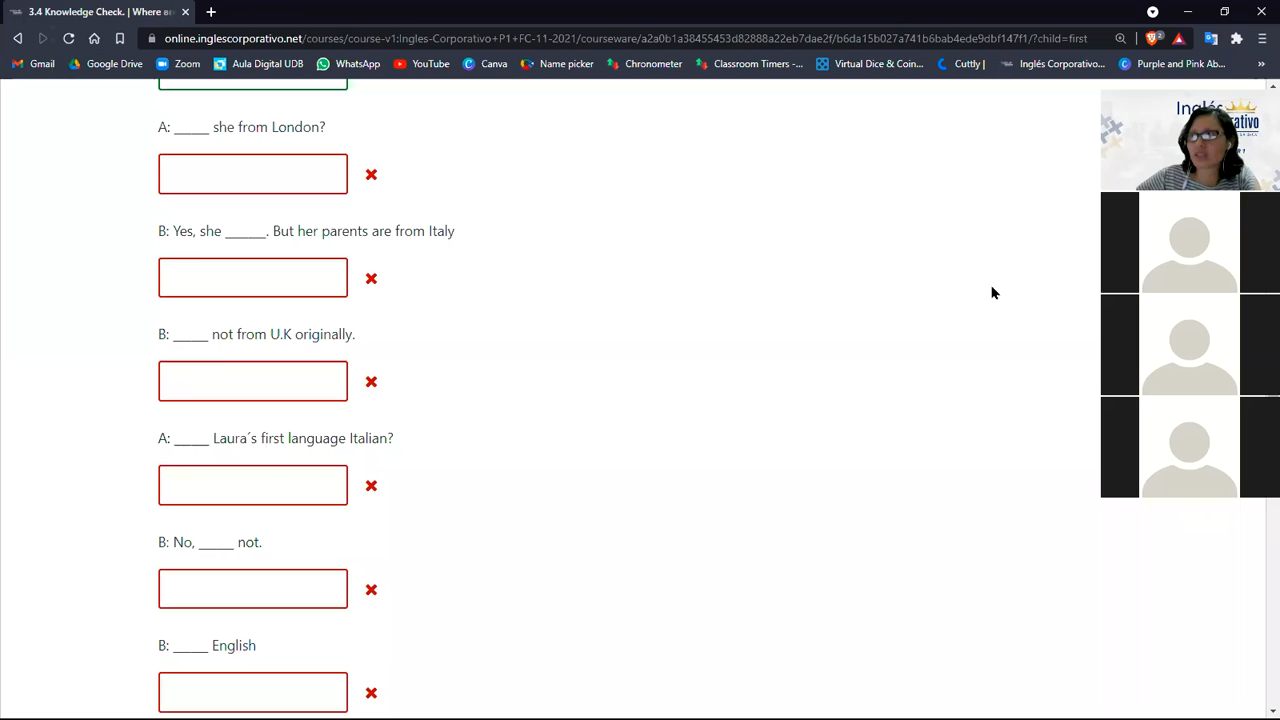 3.4 Knowledge Check. | Where are
online.inglescorporativo.net/courses/course-v1:Ingles-Corporativo+P1+FC-11-2021/courseware/a2a0b1a38455453d82888a22eb7dae2f/b6da15b027a741b6bab4ede9dbf147f1/?child=first
2
Gmail
Google Drive
Zoom
Aula Digital UDB
WhatsApp
YouTube
Canva
Name picker
Chronometer
Classroom Timers -...
Virtual Dice & Coin...
Cuttly |
Inglés Corporativo...
Purple and Pink Ab...
A: _____ she from London?
B: Yes, she ______. But her parents are from Italy
B: _____ not from U.K originally.
A: _____ Laura´s first language Italian?
B: No, _____ not.
B: _____ English